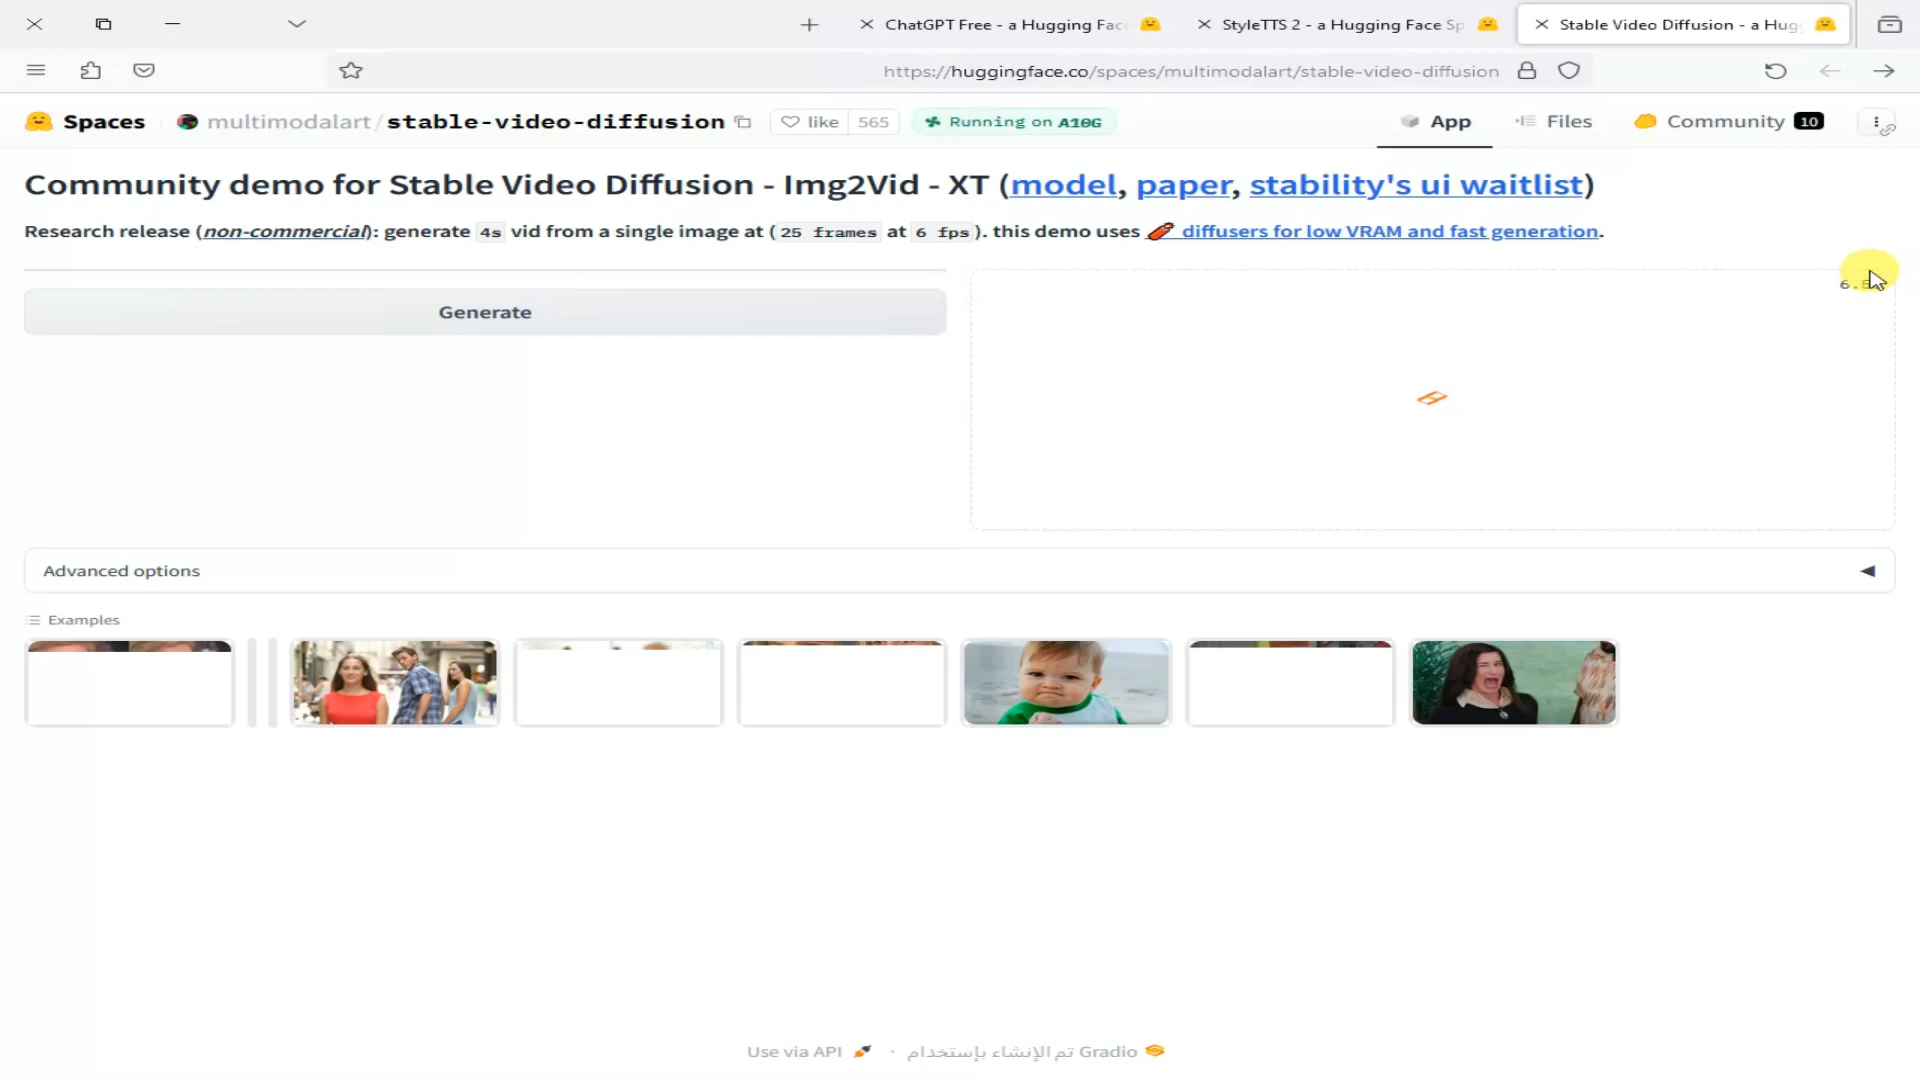 ChatGPT Free - a Hugging Fac
StyleTTS 2 - a Hugging Face Sp
Stable Video Diffusion - a Hug
https://huggingface.co/spaces/multimodalart/stable-video-diffusion
Spaces multimodalart/stable-video-diffusion like 565 Running on A10G App Files Community 10
Community demo for Stable Video Diffusion - Img2Vid - XT (model, paper, stability's ui waitlist)
Research release (non-commercial): generate 4s vid from a single image at (25 frames at 6 fps). this demo uses 🧨 diffusers for low VRAM and fast generation.
Generate
Advanced options
Examples
Use via API · تم الإنشاء بإستخدام Gradio